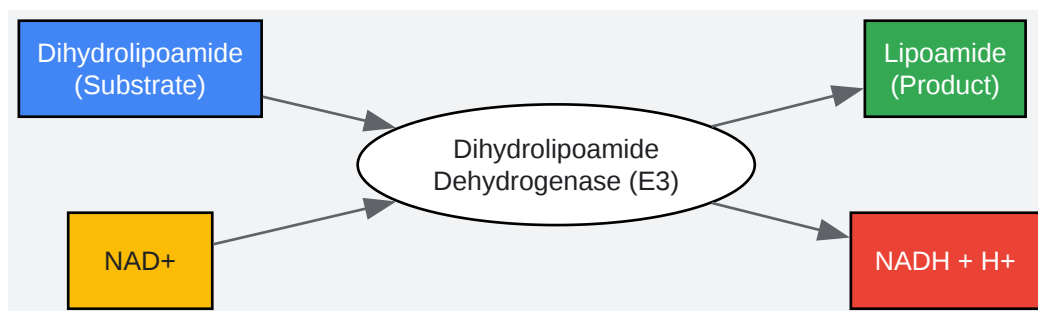 Dihydrolipoamide
(Substrate)
Lipoamide
(Product)
Dihydrolipoamide
Dehydrogenase (E3)
NAD+
NADH + H+